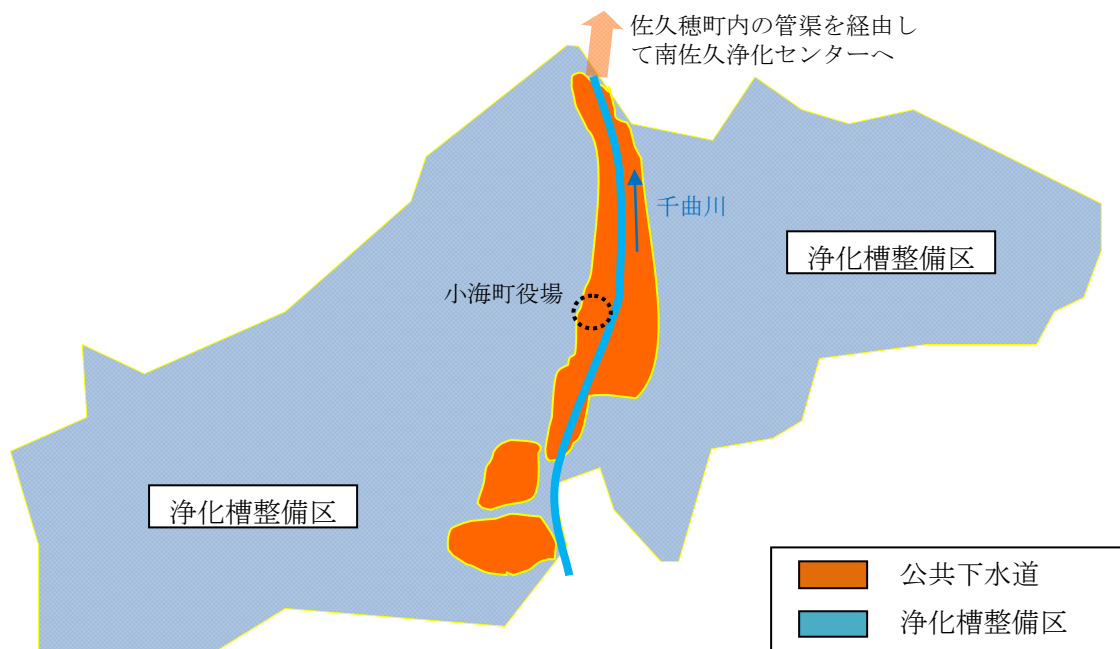 佐久穂町内の管渠を経由し
て南佐久浄化センターへ
千曲川
浄化槽整備区
小海町役場
浄化槽整備区
公共下水道
浄化槽整備区